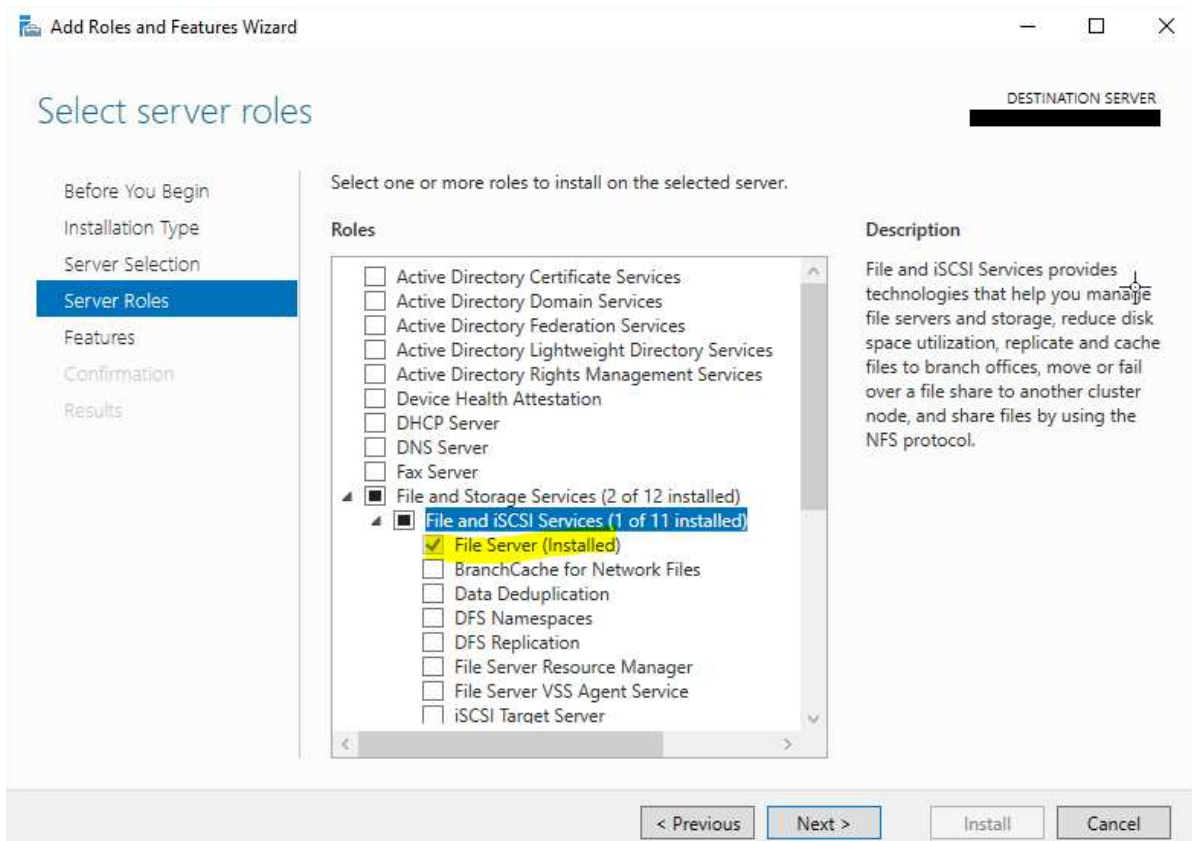 Add Roles and Features Wizard
Select server roles
DESTINATION SERVER
Before You Begin
Installation Type
Server Selection
Server Roles
Features
Confirmation
Results
Select one or more roles to install on the selected server.
Roles
Active Directory Certificate Services
Active Directory Domain Services
Active Directory Federation Services
Active Directory Lightweight Directory Services
Active Directory Rights Management Services
Device Health Attestation
DHCP Server
DNS Server
Fax Server
File and Storage Services (2 of 12 installed)
File and iSCSI Services (1 of 11 installed)
File Server (Installed)
BranchCache for Network Files
Data Deduplication
DFS Namespaces
DFS Replication
File Server Resource Manager
File Server VSS Agent Service
iSCSI Target Server
Description
File and iSCSI Services provides
technologies that help you manage
file servers and storage, reduce disk
space utilization, replicate and cache
files to branch offices, move or fail
over a file share to another cluster
node, and share files by using the
NFS protocol.
< Previous
Next >
Install
Cancel